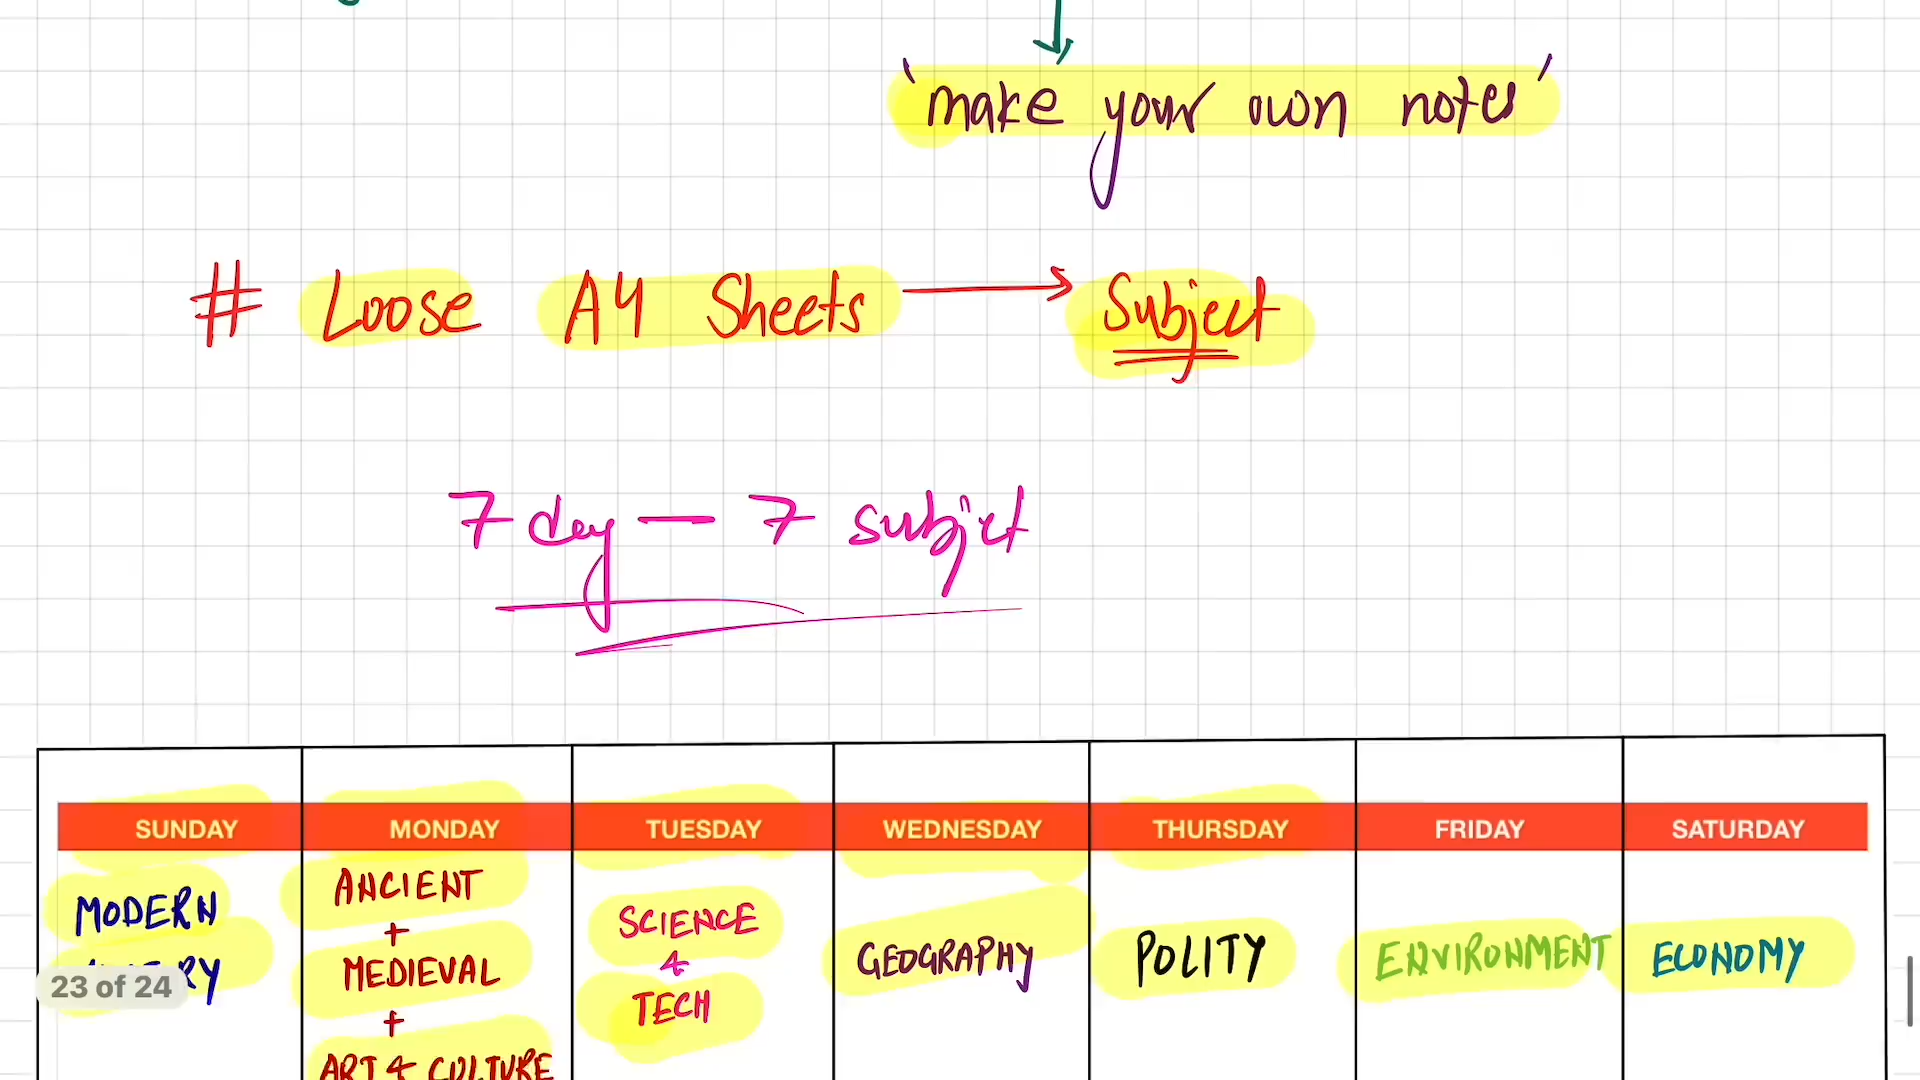 'make your own notes'
# Loose A4 Sheets → Subject
7 day — 7 subject
SUNDAY MONDAY TUESDAY WEDNESDAY THURSDAY FRIDAY SATURDAY
MODERN ANCIENT + MEDIEVAL + ART & CULTURE SCIENCE & TECH GEOGRAPHY POLITY ENVIRONMENT ECONOMY
23 of 24